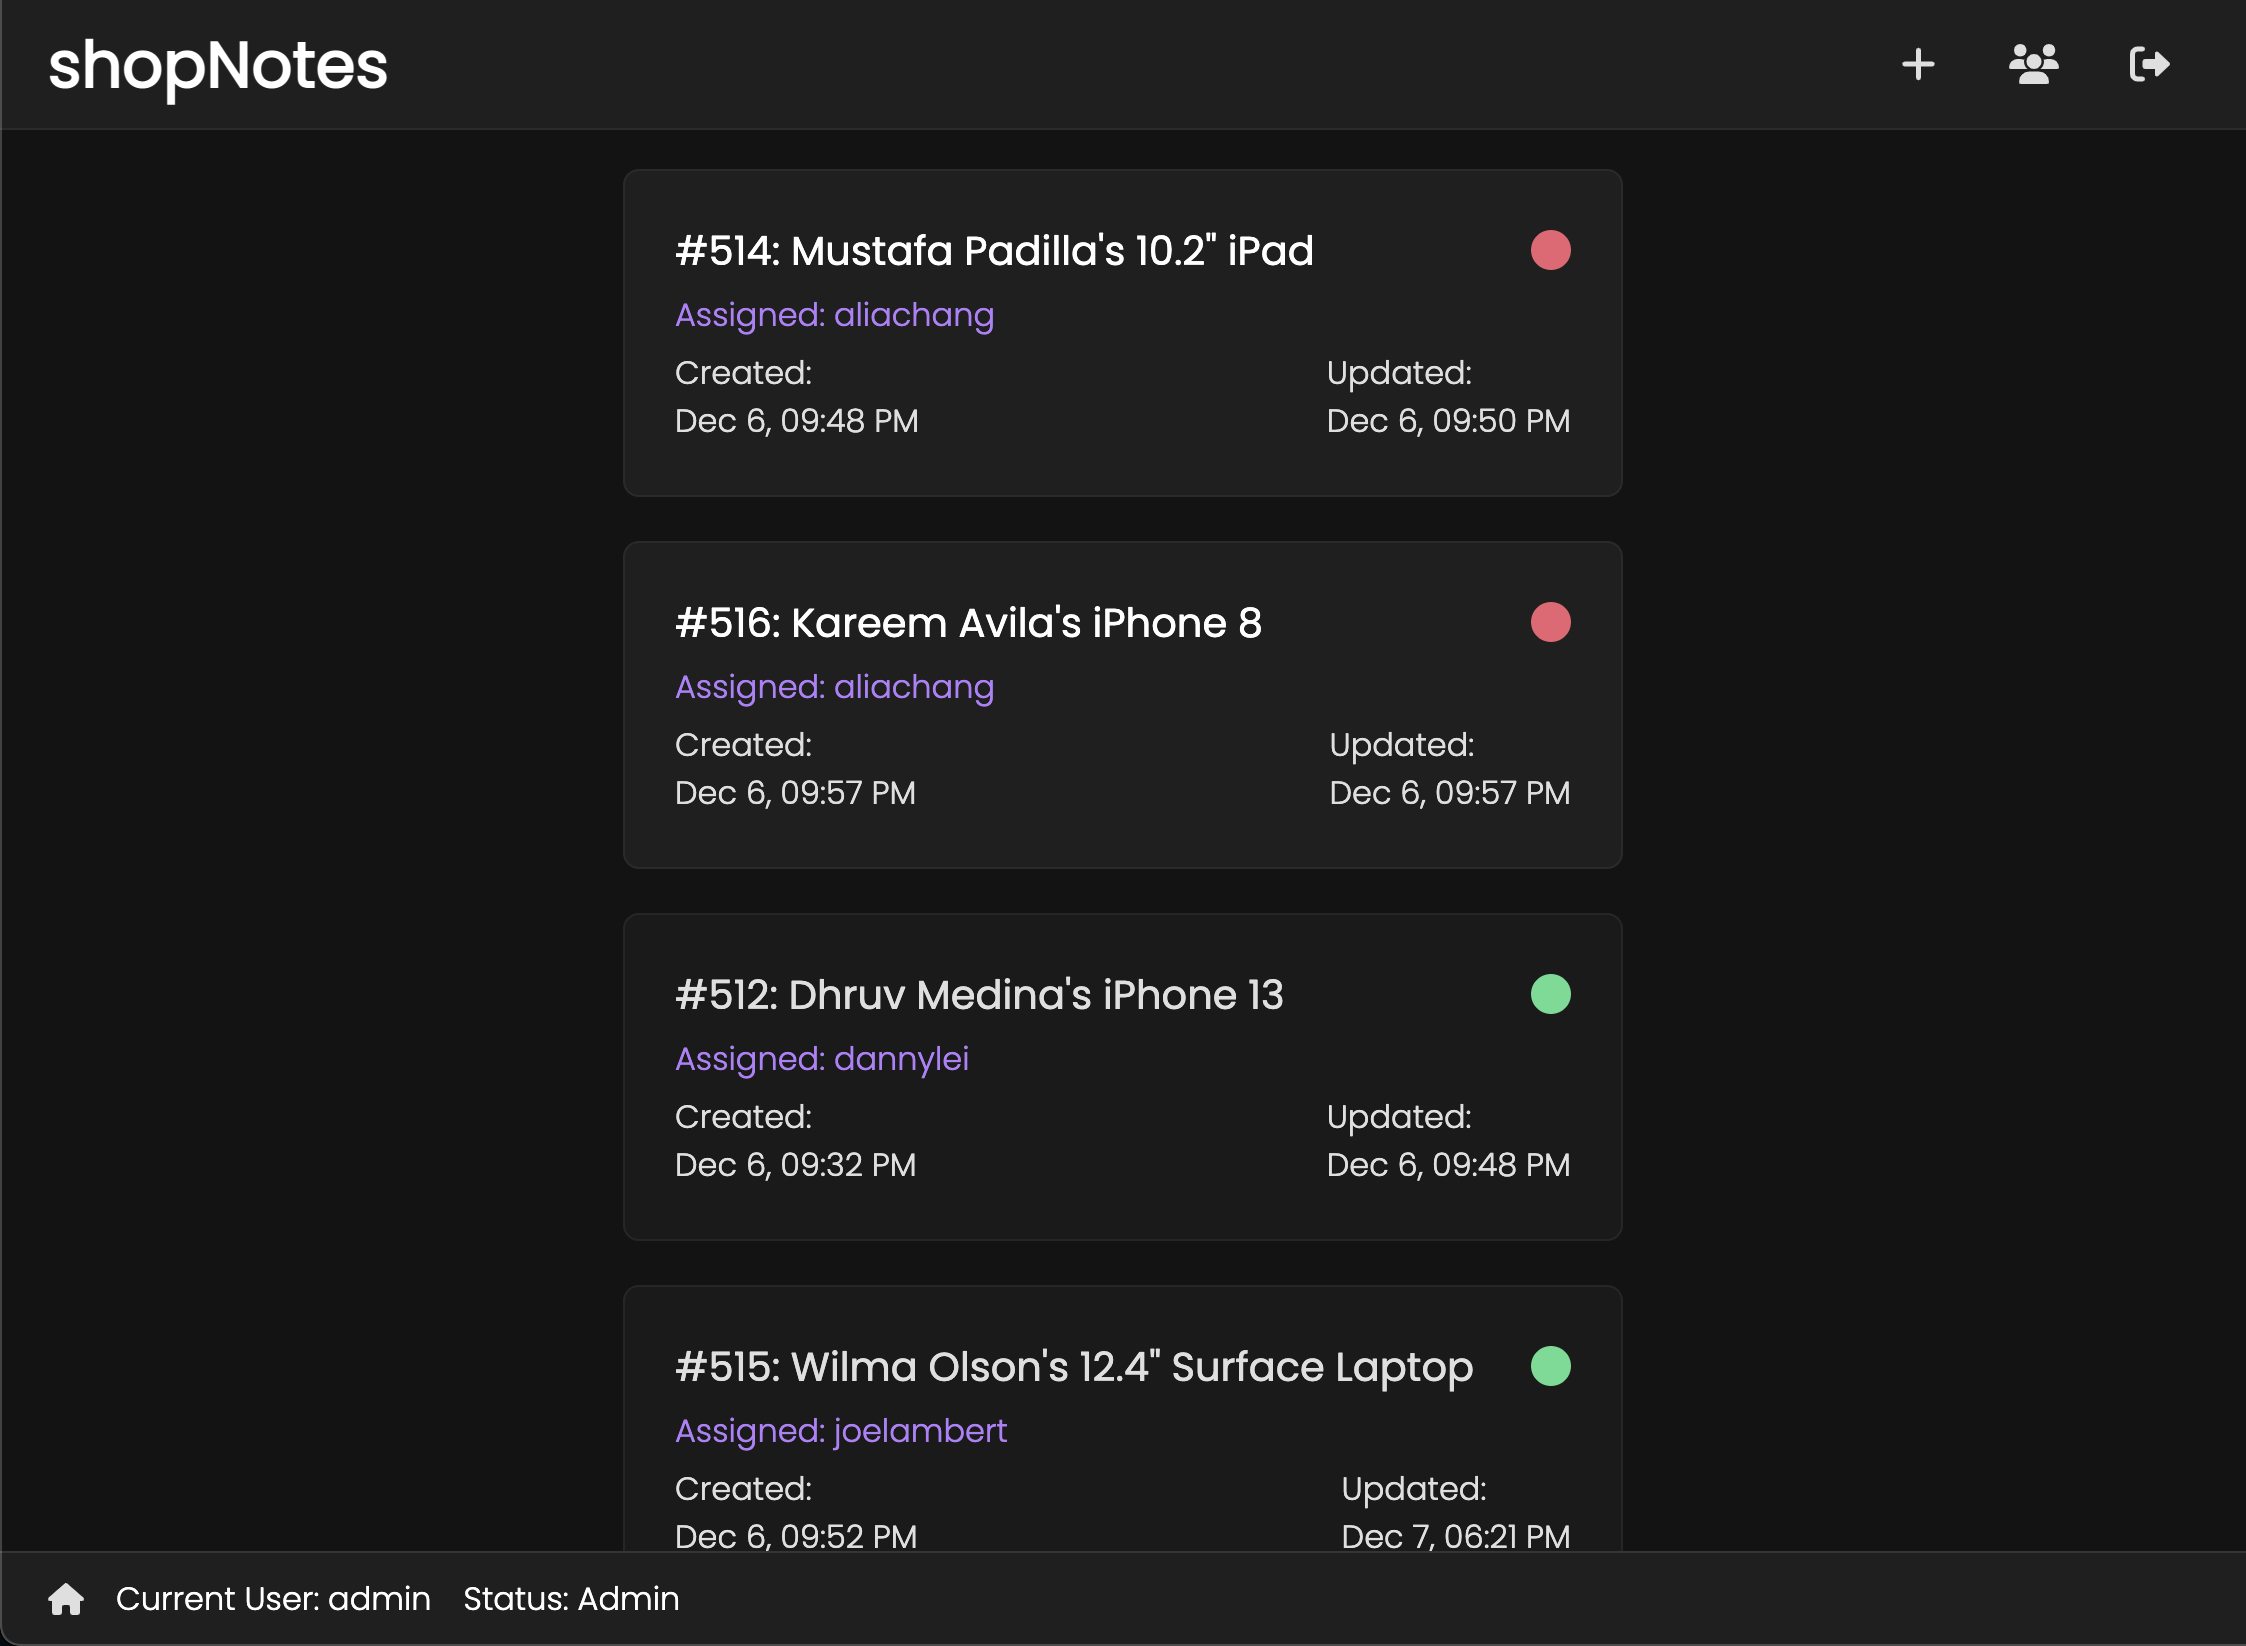 shopNotes
#514: Mustafa Padilla's 10.2" iPad
Assigned: aliachang
Created:
Dec 6, 09:48 PM
Updated:
Dec 6, 09:50 PM
#516: Kareem Avila's iPhone 8
Assigned: aliachang
Created:
Dec 6, 09:57 PM
Updated:
Dec 6, 09:57 PM
#512: Dhruv Medina's iPhone 13
Assigned: dannylei
Created:
Dec 6, 09:32 PM
Updated:
Dec 6, 09:48 PM
#515: Wilma Olson's 12.4" Surface Laptop
Assigned: joelambert
Created:
Dec 6, 09:52 PM
Updated:
Dec 7, 06:21 PM
Current User: admin Status: Admin